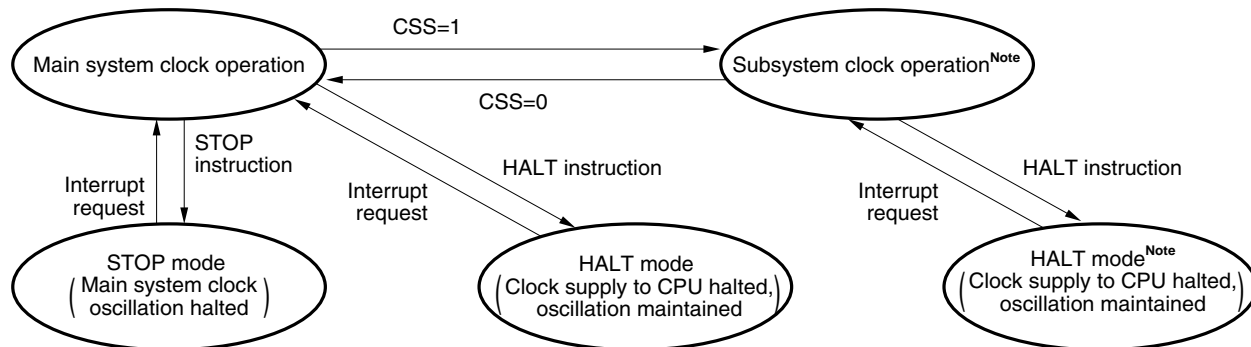 CSS=1
Main system clock operation
Subsystem clock operationNote
CSS=0
STOP
instruction
Interrupt
request
HALT instruction
Interrupt
request
HALT instruction
Interrupt
request
STOP mode
(Main system clock
oscillation halted)
HALT mode
(Clock supply to CPU halted,
oscillation maintained)
HALT modeNote
(Clock supply to CPU halted,
oscillation maintained)